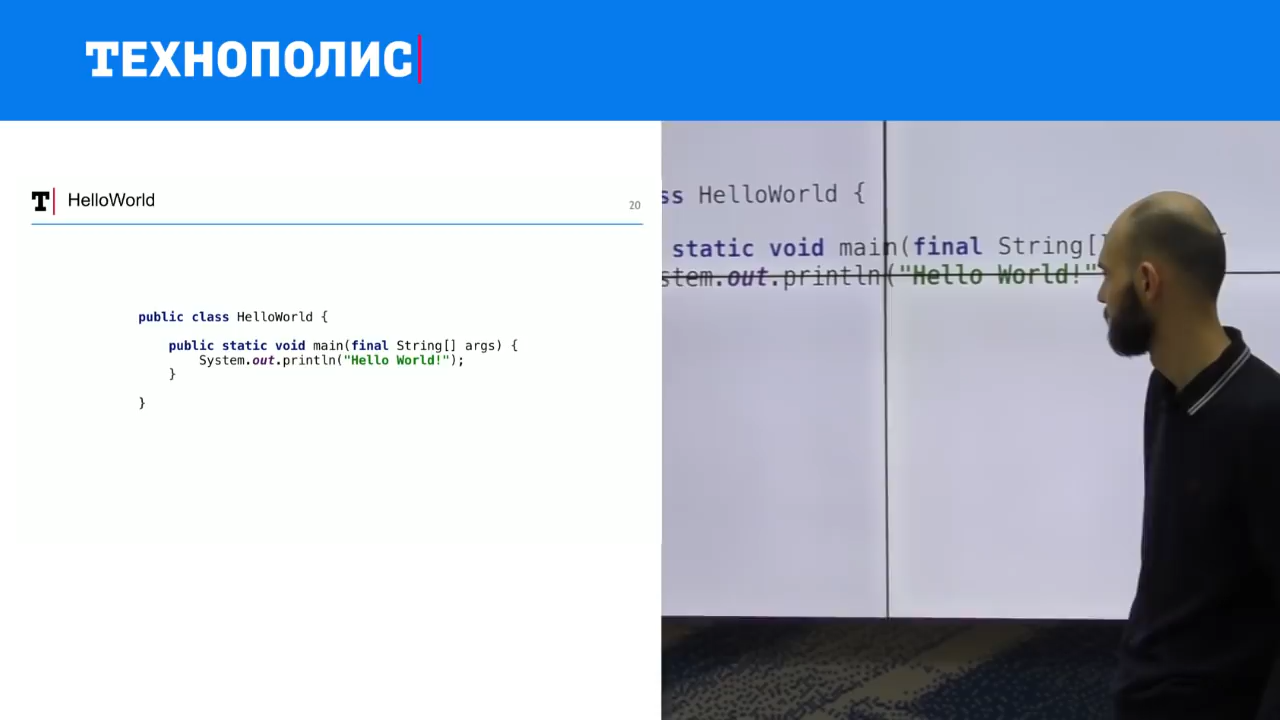 ТЕХНОПОЛИС
T HelloWorld 20
public class HelloWorld {
public static void main(final String[] args) {
System.out.println("Hello World!");
}
}
ss HelloWorld {
static void main(final String[] {
stem.out.println("Hello World!"